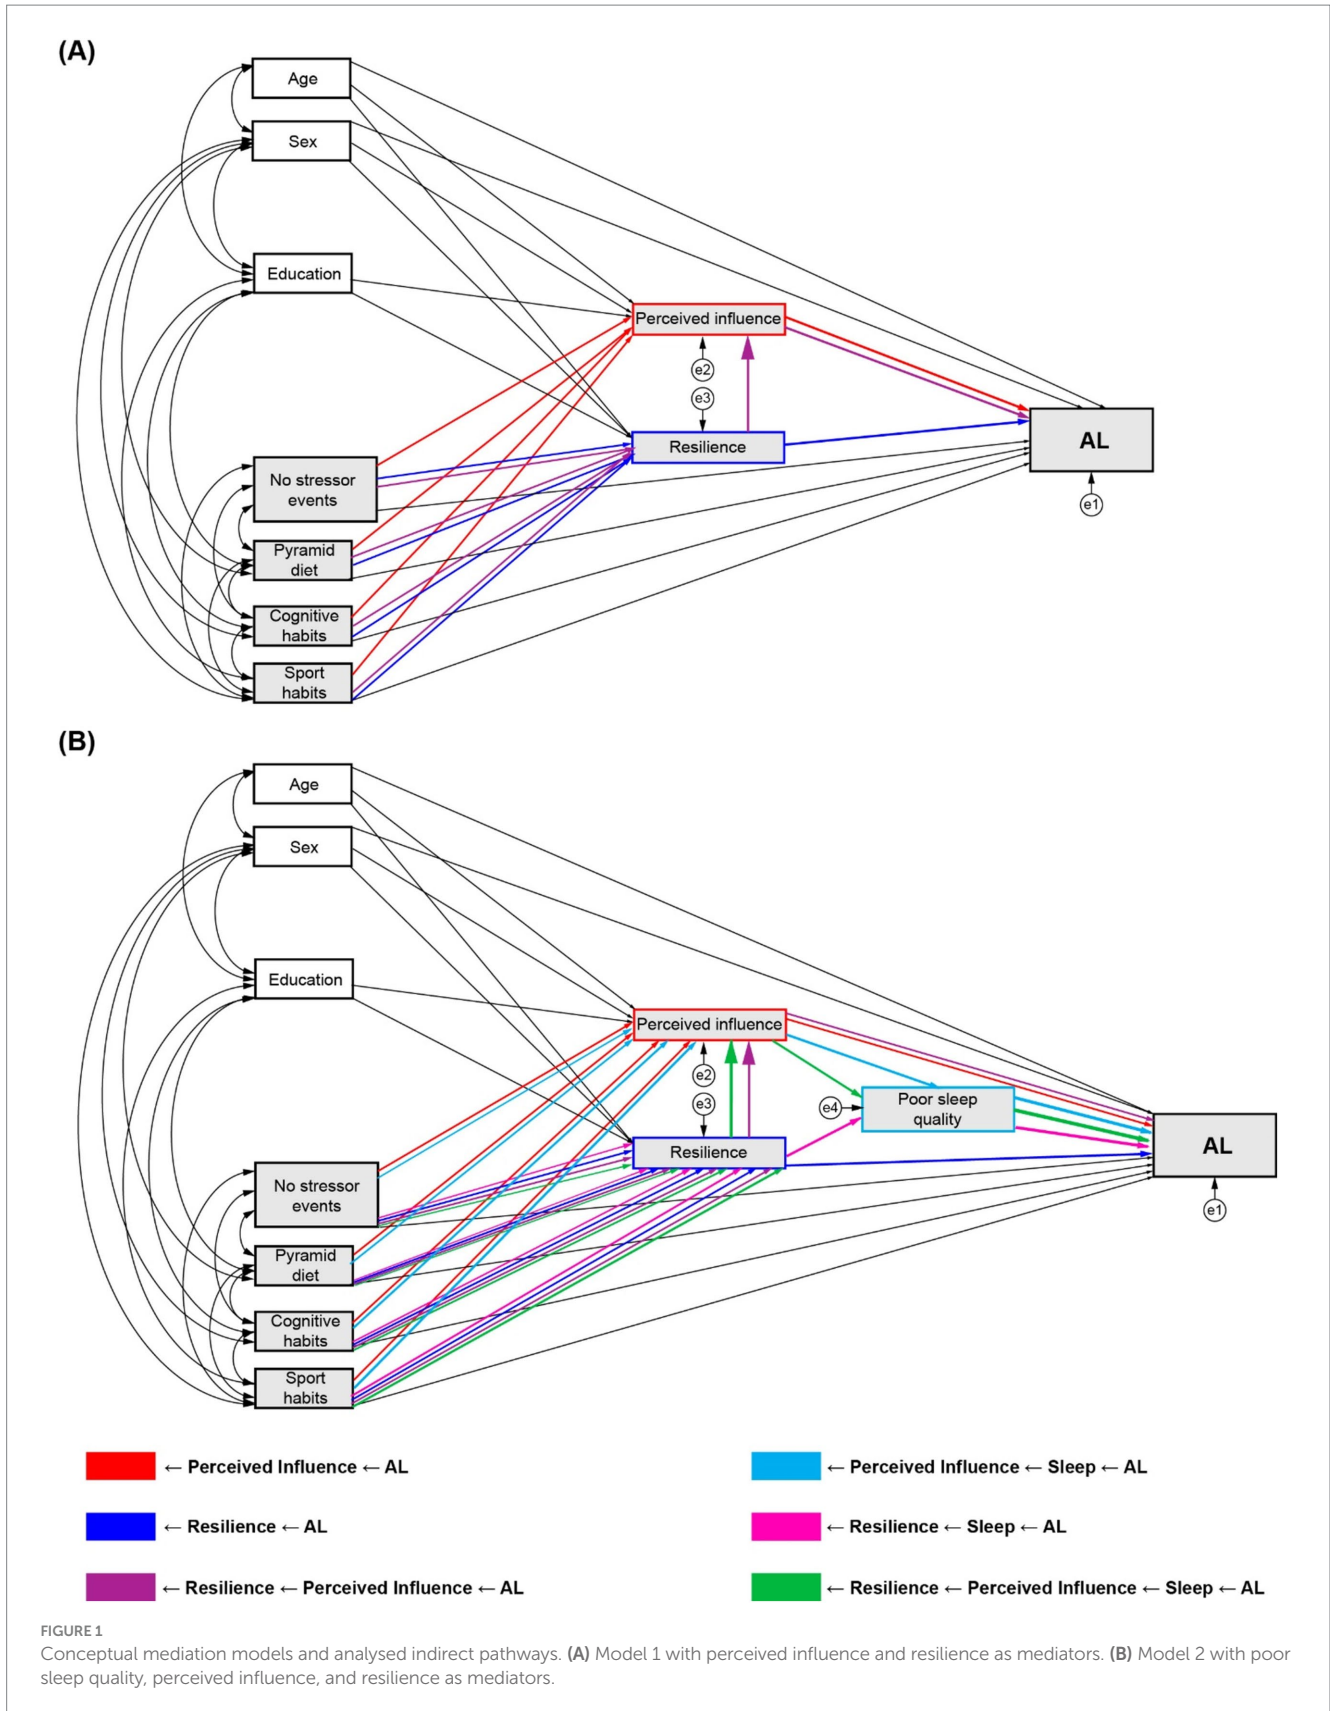 (A)
Age
Sex
Education
Perceived influence
e2
e3
Resilience
AL
e1
No stressor
events
Pyramid
diet
Cognitive
habits
Sport
habits
(B)
Age
Sex
Education
Perceived influence
e2
e3
e4
Poor sleep
quality
Resilience
AL
e1
No stressor
events
Pyramid
diet
Cognitive
habits
Sport
habits
← Perceived Influence ← AL
← Perceived Influence ← Sleep ← AL
← Resilience ← AL
← Resilience ← Sleep ← AL
← Resilience ← Perceived Influence ← AL
← Resilience ← Perceived Influence ← Sleep ← AL
FIGURE 1
Conceptual mediation models and analysed indirect pathways. (A) Model 1 with perceived influence and resilience as mediators. (B) Model 2 with poor
sleep quality, perceived influence, and resilience as mediators.